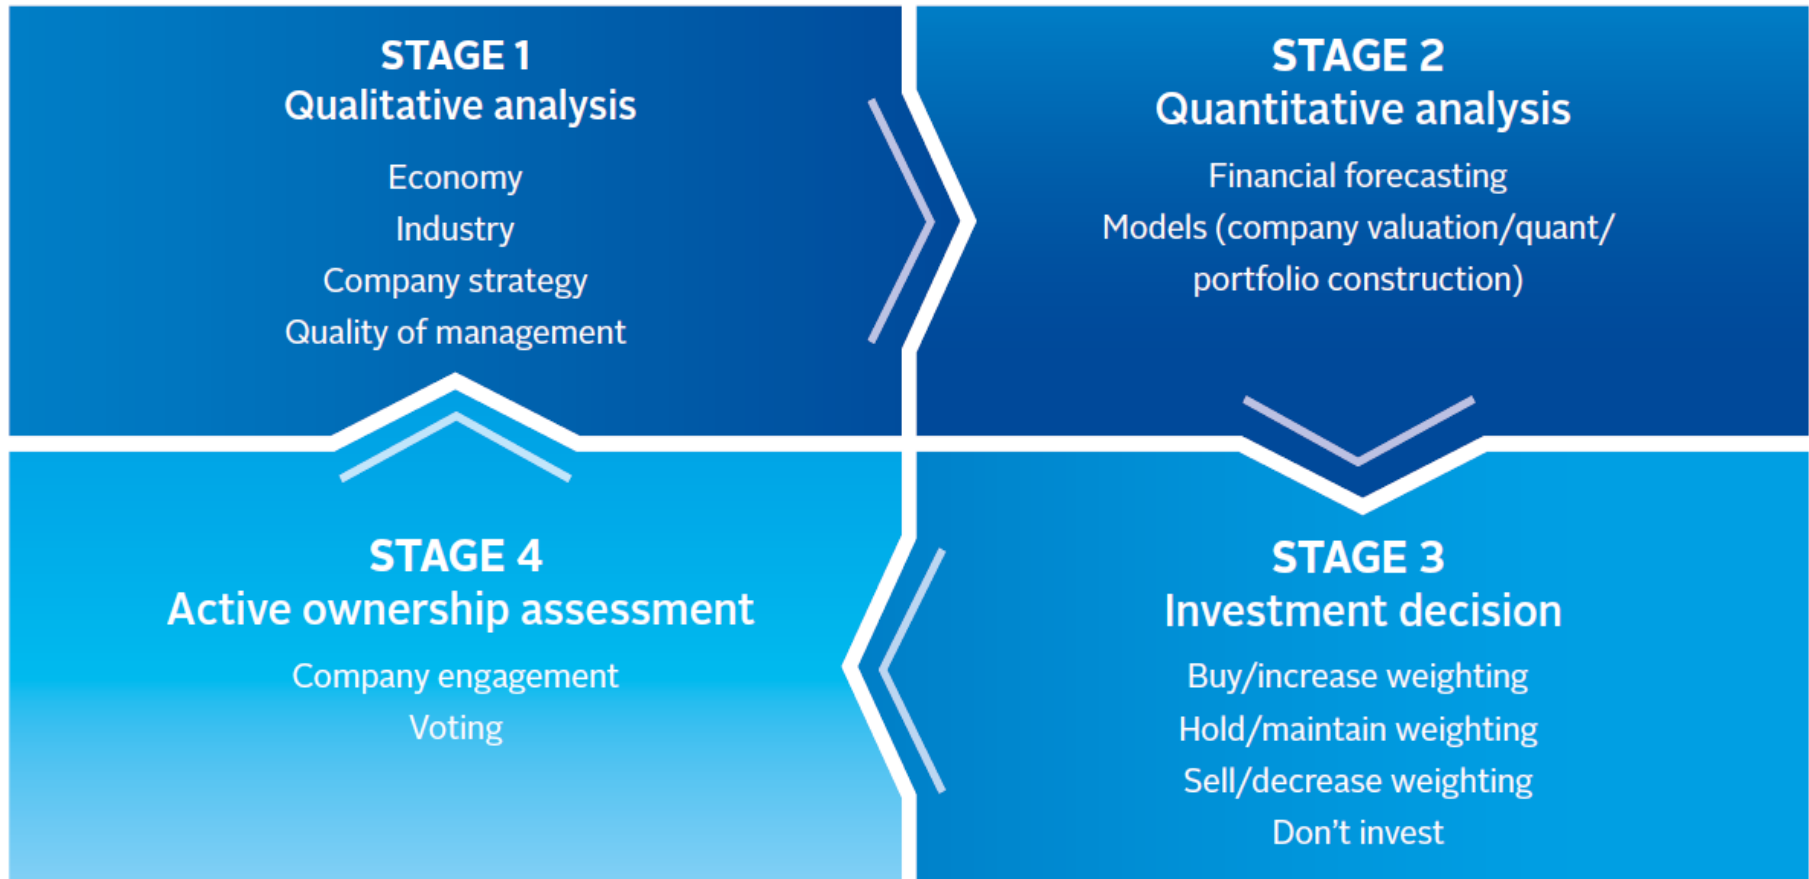 STAGE 1
Qualitative analysis
Economy
Industry
Company strategy
Quality of management
STAGE 2
Quantitative analysis
Financial forecasting
Models (company valuation/quant/
portfolio construction)
STAGE 3
Investment decision
Buy/increase weighting
Hold/maintain weighting
Sell/decrease weighting
Don’t invest
STAGE 4
Active ownership assessment
Company engagement
Voting